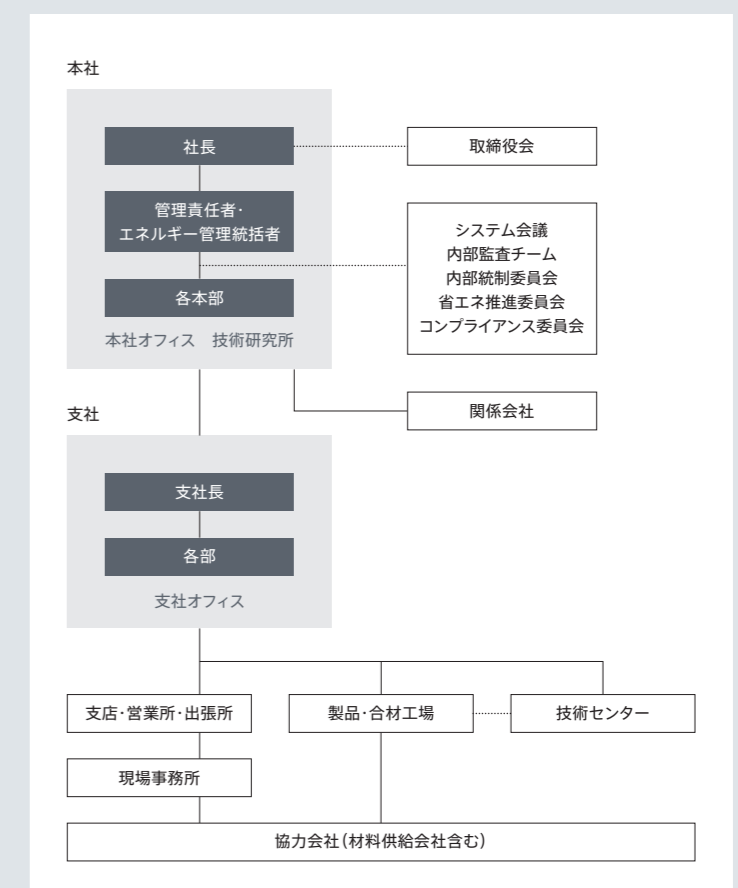 本社
社長
取締役会
管理責任者・
エネルギー管理統括者
システム会議
内部監査チーム
内部統制委員会
省エネ推進委員会
コンプライアンス委員会
各本部
本社オフィス　技術研究所
関係会社
支社
支社長
各部
支社オフィス
支店・営業所・出張所
製品・合材工場
技術センター
現場事務所
協力会社（材料供給会社含む）